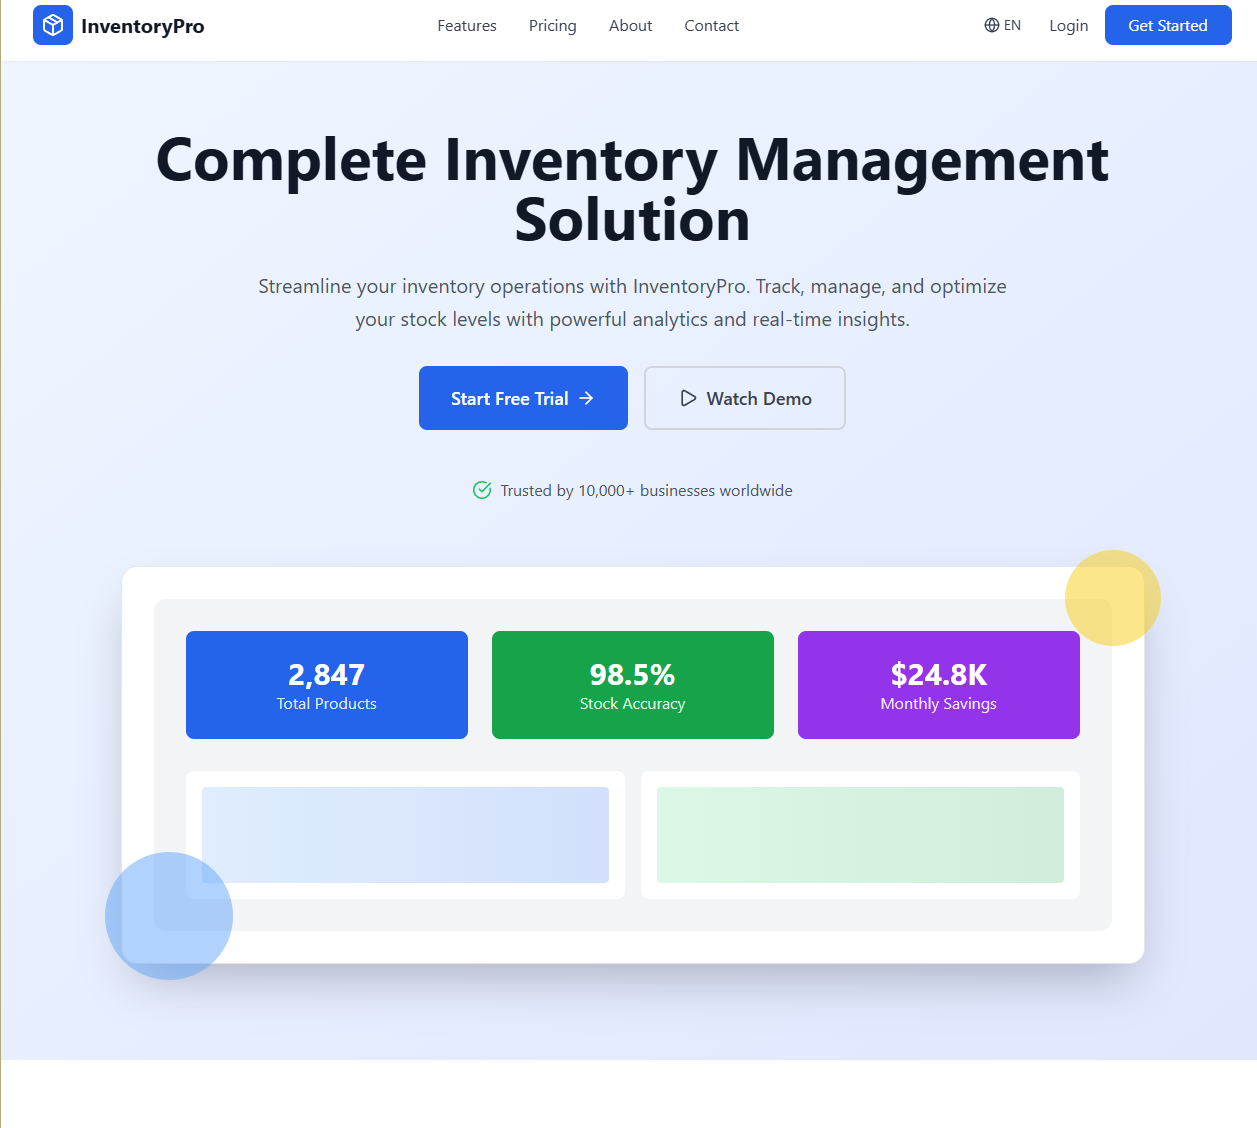 InventoryPro
Features
Pricing
About
Contact
EN
Login
Get Started
Complete Inventory Management
Solution
Streamline your inventory operations with InventoryPro. Track, manage, and optimize
your stock levels with powerful analytics and real-time insights.
Start Free Trial
Watch Demo
Trusted by 10,000+ businesses worldwide
2,847
Total Products
98.5%
Stock Accuracy
$24.8K
Monthly Savings